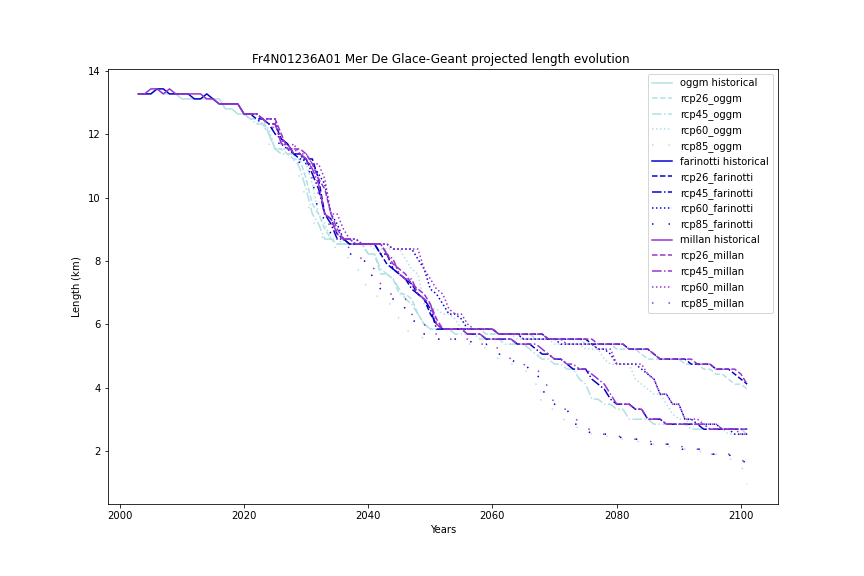 Fr4N01236A01 Mer De Glace-Geant projected length evolution
14
12
10
8
6
4
2
Length (km)
2000
2020
2040
2060
2080
2100
Years
oggm historical
rcp26_oggm
rcp45_oggm
rcp60_oggm
rcp85_oggm
farinotti historical
rcp26_farinotti
rcp45_farinotti
rcp60_farinotti
rcp85_farinotti
millan historical
rcp26_millan
rcp45_millan
rcp60_millan
rcp85_millan